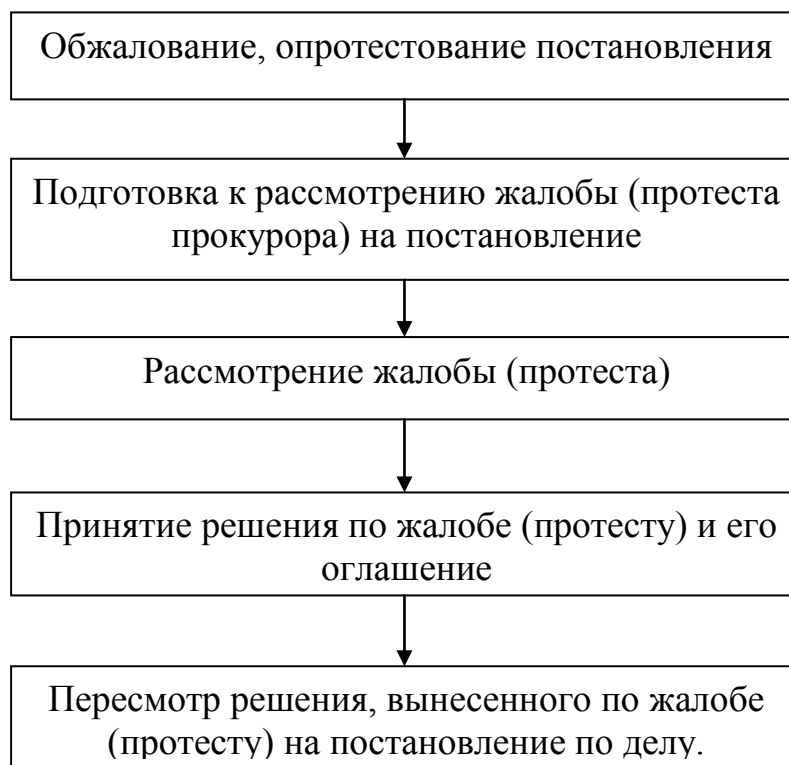 Обжалование, опротестование постановления
Подготовка к рассмотрению жалобы (протеста
прокурора) на постановление
Рассмотрение жалобы (протеста)
Принятие решения по жалобе (протесту) и его
оглашение
Пересмотр решения, вынесенного по жалобе
(протесту) на постановление по делу.